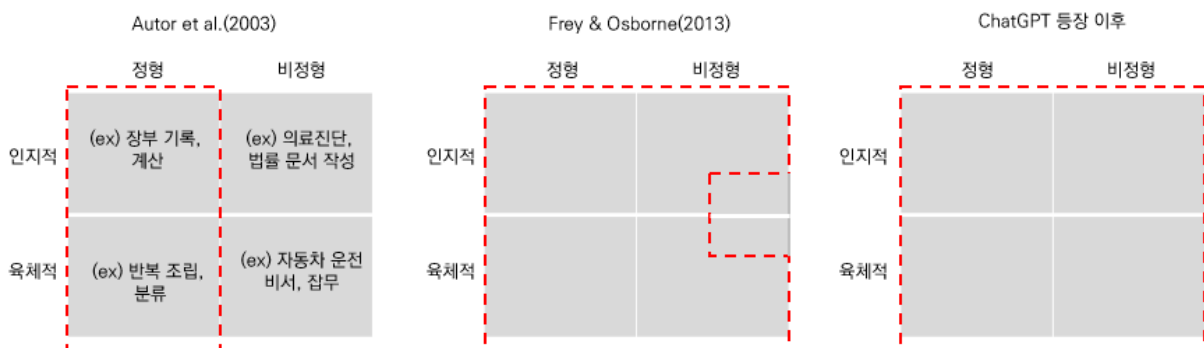 Autor et al.(2003)
정형
비정형
인지적
(ex) 장부 기록,
계산
(ex) 의료진단,
법률 문서 작성
육체적
(ex) 반복 조립,
분류
(ex) 자동차 운전
비서, 잡무
Frey & Osborne(2013)
정형
비정형
인지적
육체적
ChatGPT 등장 이후
정형
비정형
인지적
육체적